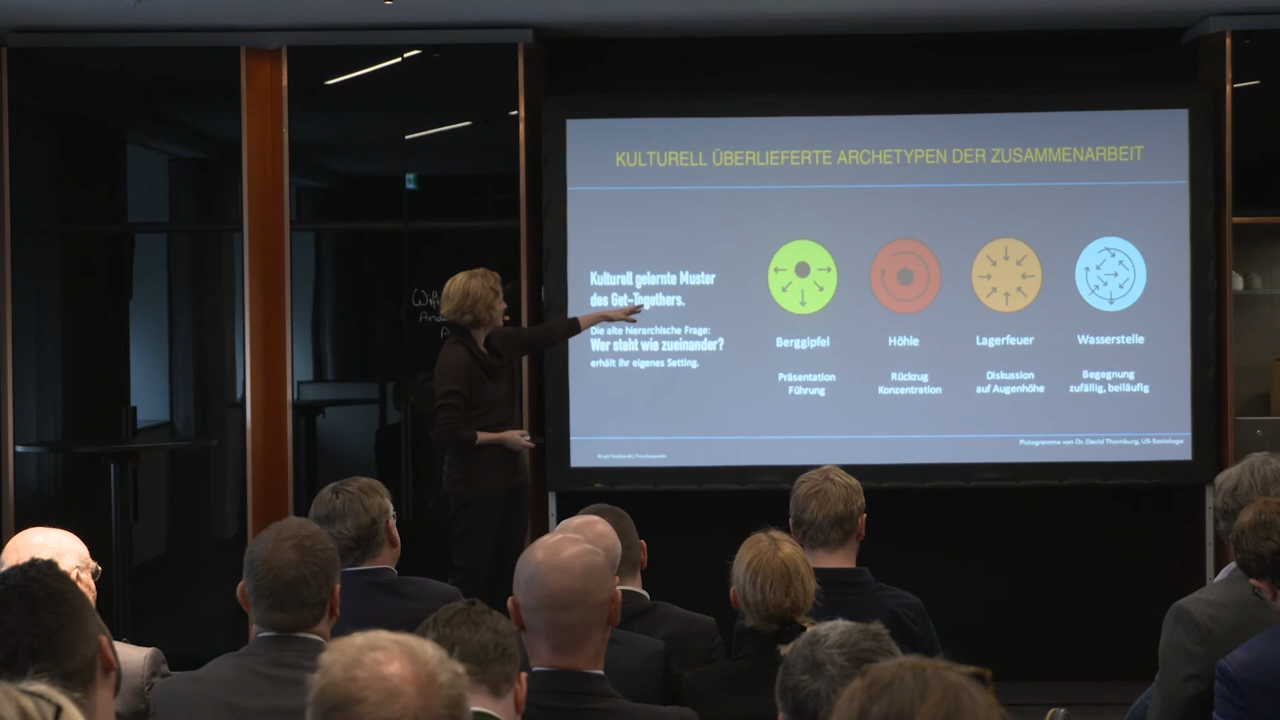 KULTURELL ÜBERLIEFERTE ARCHETYPEN DER ZUSAMMENARBEIT
Kulturell gelernte Muster
des Get-Togethers.
Die alte hierarchische Frage:
Wer steht wie zueinander?
erhält ihr eigenes Setting.
Berggipfel
Präsentation
Führung
Höhle
Rückzug
Konzentration
Lagerfeuer
Diskussion
auf Augenhöhe
Wasserstelle
Begegnung
zufällig, beiläufig
Piktogramme von Dr. David Thornburg, US-Soziologe